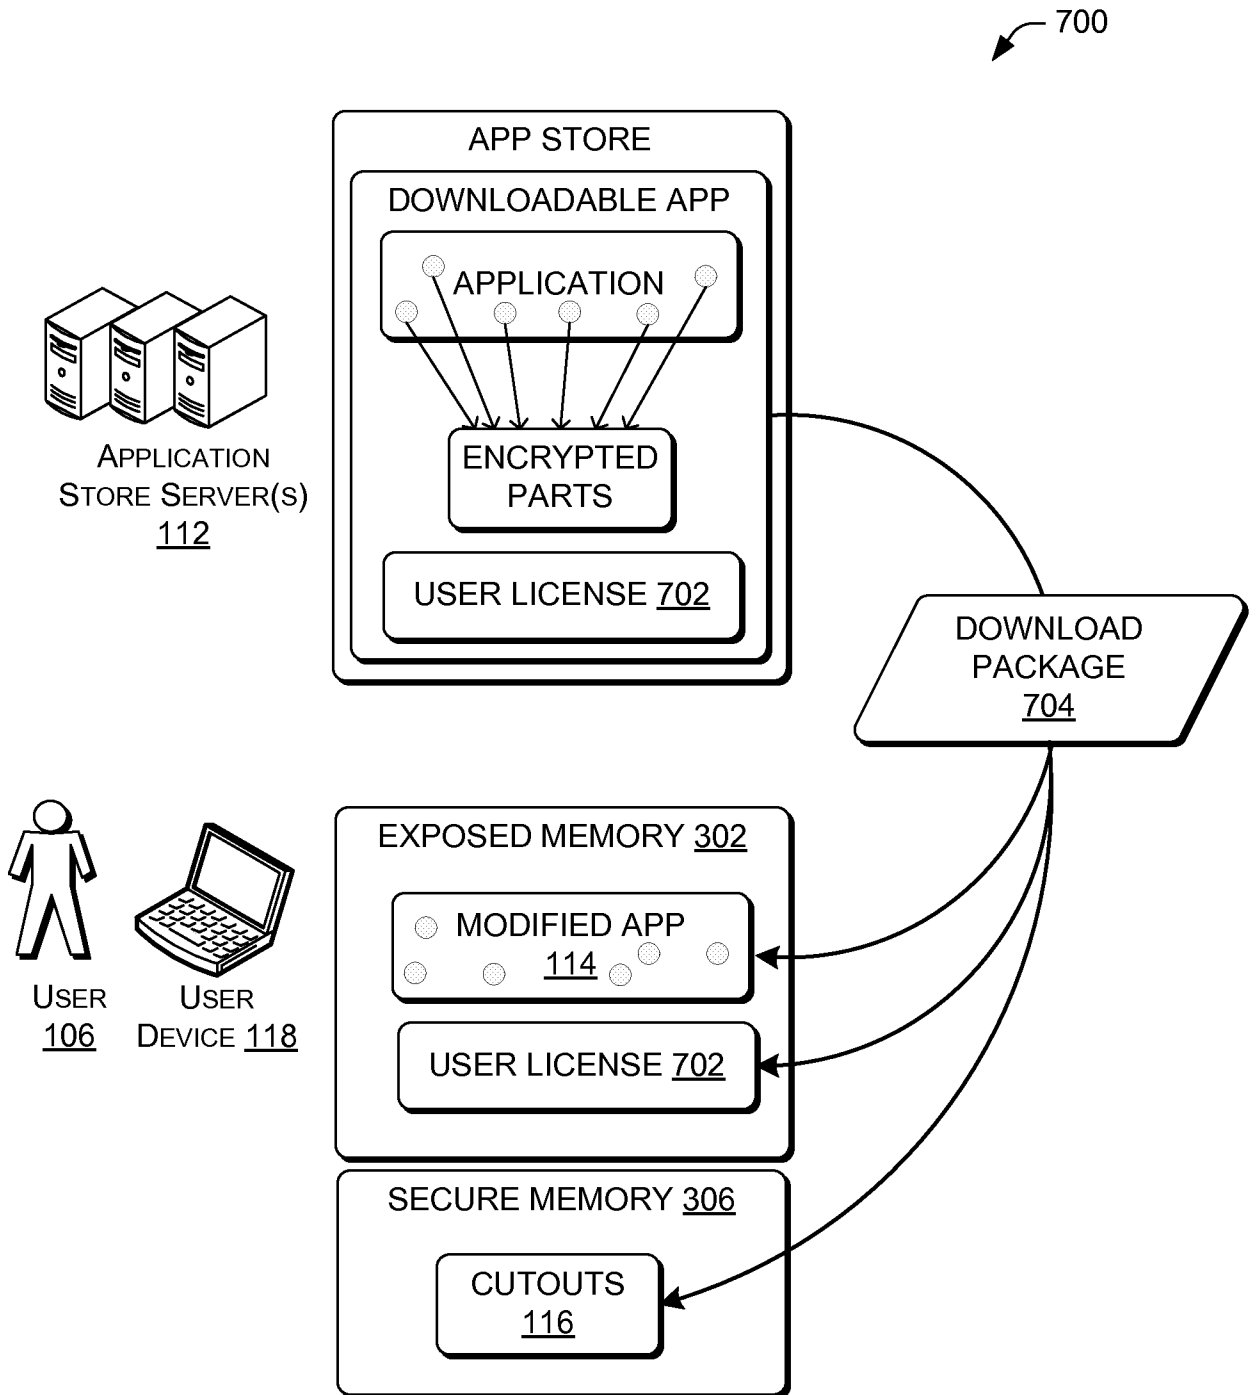 700
APP STORE
DOWNLOADABLE APP
APPLICATION
ENCRYPTED
PARTS
USER LICENSE 702
APPLICATION
STORE SERVER(S)
112
DOWNLOAD
PACKAGE
704
EXPOSED MEMORY 302
MODIFIED APP
114
USER LICENSE 702
USER
106
USER
DEVICE 118
SECURE MEMORY 306
CUTOUTS
116